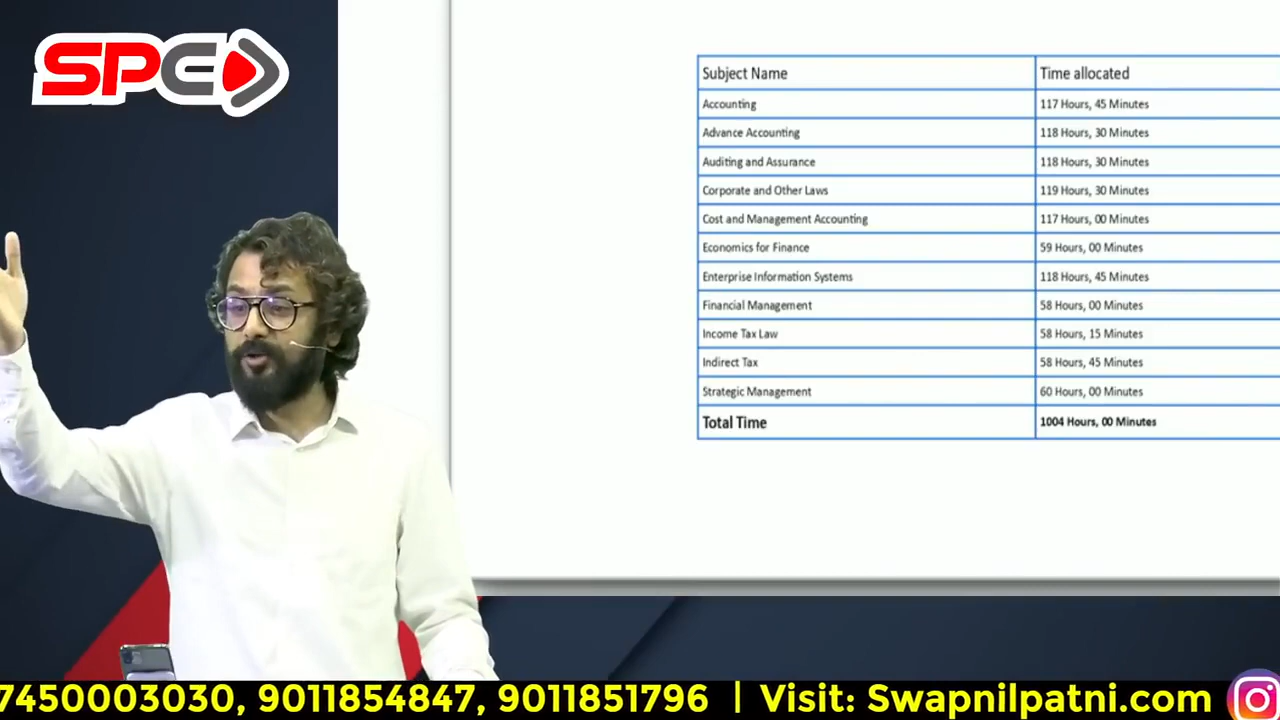 SPE
Subject Name Time allocated
Accounting 117 Hours, 45 Minutes
Advance Accounting 118 Hours, 30 Minutes
Auditing and Assurance 118 Hours, 30 Minutes
Corporate and Other Laws 119 Hours, 30 Minutes
Cost and Management Accounting 117 Hours, 00 Minutes
Economics for Finance 59 Hours, 00 Minutes
Enterprise Information Systems 118 Hours, 45 Minutes
Financial Management 58 Hours, 00 Minutes
Income Tax Law 58 Hours, 15 Minutes
Indirect Tax 58 Hours, 45 Minutes
Strategic Management 60 Hours, 00 Minutes
Total Time 1004 Hours, 00 Minutes
7450003030, 9011854847, 9011851796 | Visit: Swapnilpatni.com